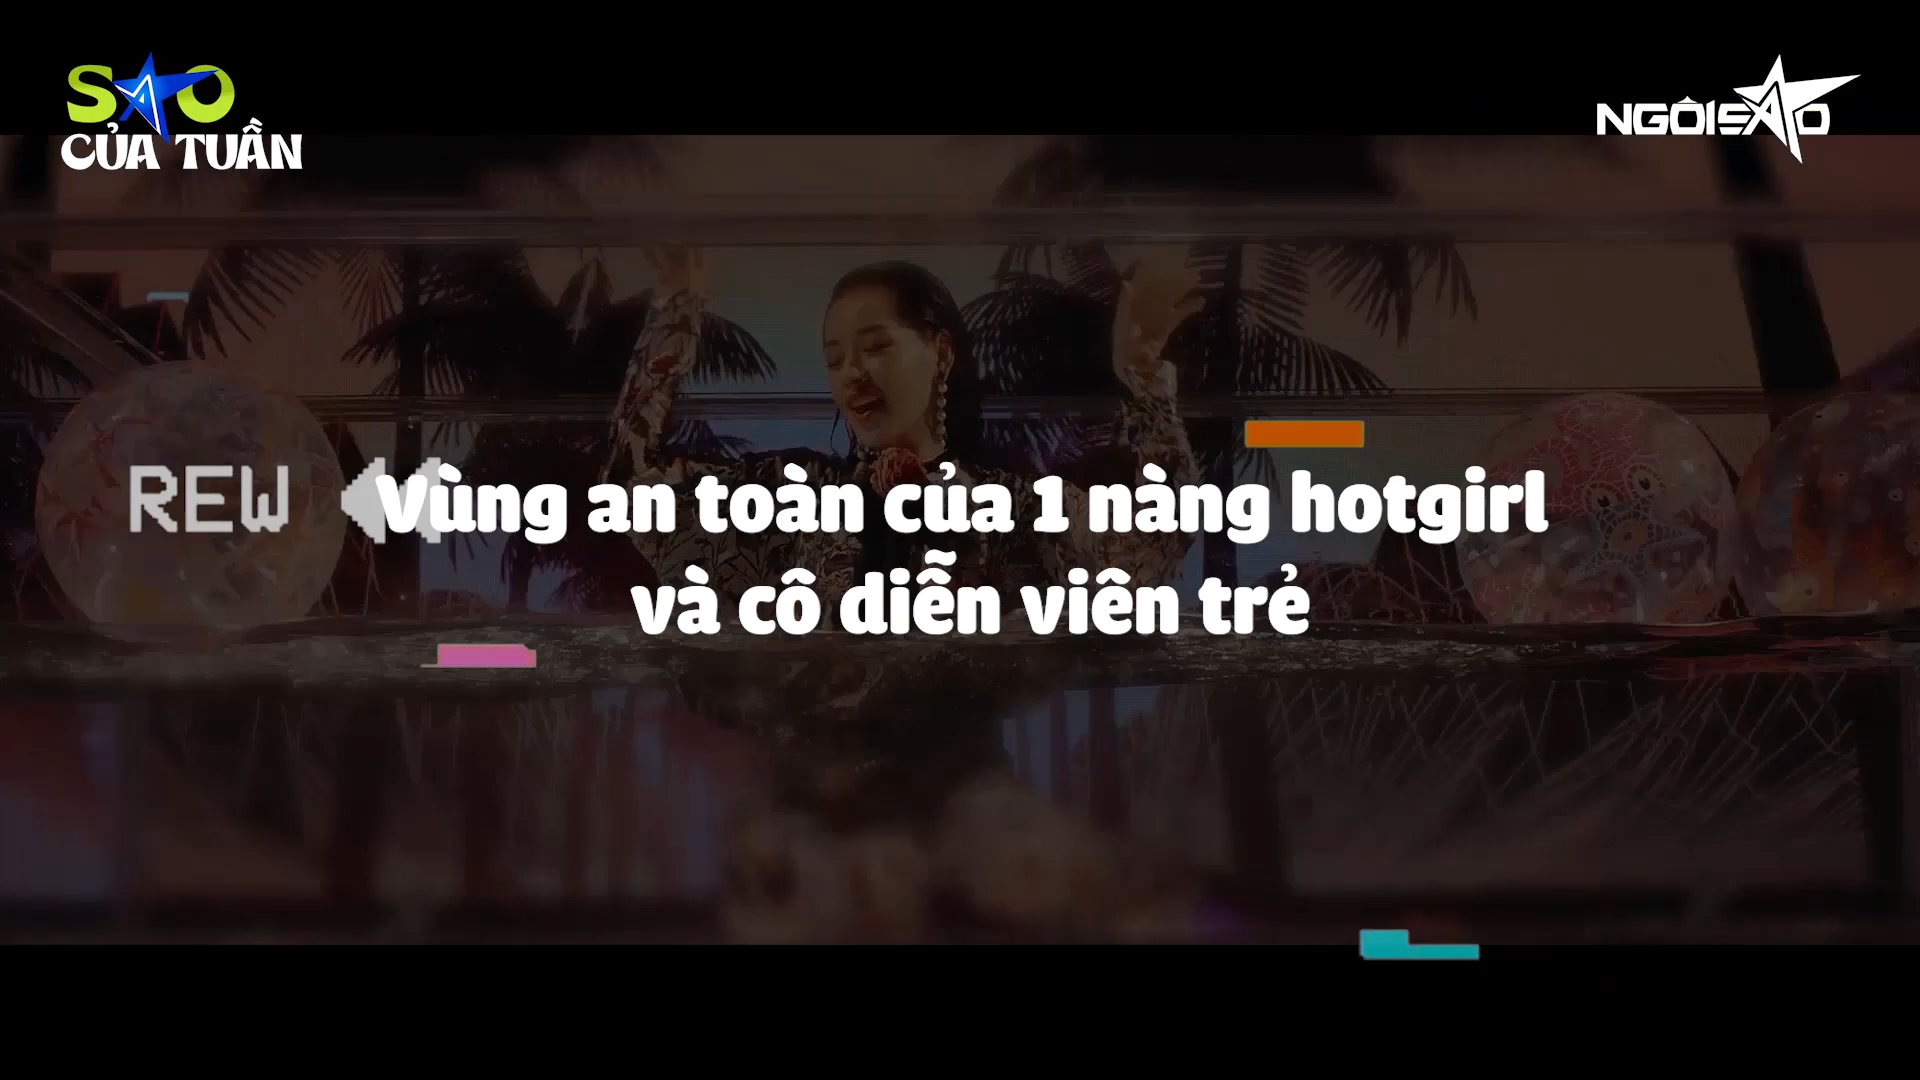 SAO
CỦA TUẦN
NGÔISAO
REW
Vùng an toàn của 1 nàng hotgirl
và cô diễn viên trẻ